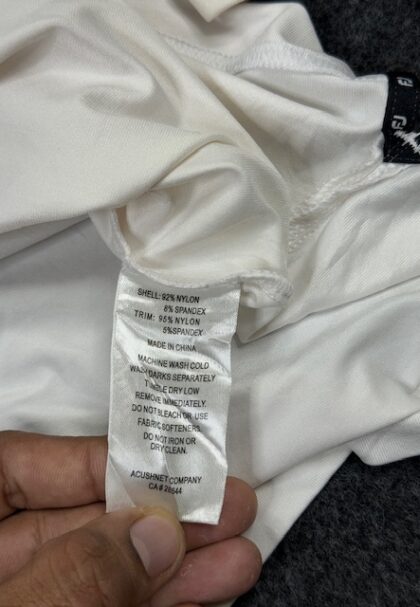 SHELL: 92% NYLON
8% SPANDEX
TRIM: 95% NYLON
5%SPANDEX
MADE IN CHINA
MACHINE WASH COLD
WASH DARKS SEPARATELY
TUMBLE DRY LOW
REMOVE IMMEDIATELY.
DO NOT BLEACH OR USE
FABRIC SOFTENERS.
DO NOT IRON OR
DRY CLEAN.
ACUSHNET COMPANY
CA#